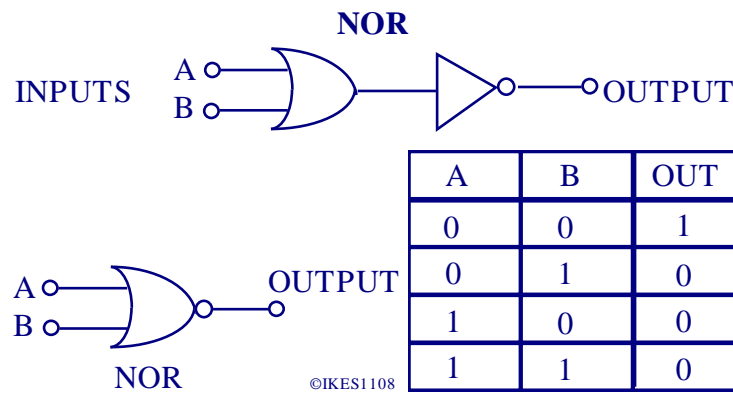 NOR
A
INPUTS
B
OUTPUT
A B OUT
0 0 1
0 1 0
1 0 0
1 1 0
A
B
OUTPUT
NOR
©IKES1108